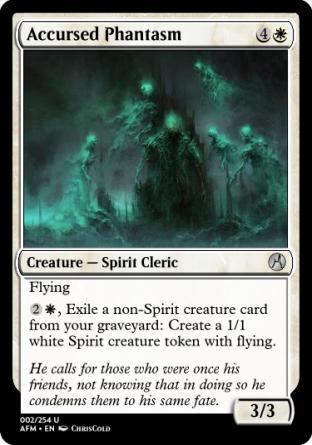 Accursed Phantasm 4
Creature — Spirit Cleric
Flying
2, Exile a non-Spirit creature card
from your graveyard: Create a 1/1
white Spirit creature token with flying.
He calls for those who were once his
friends, not knowing that in doing so he
condemns them to his same fate.
3/3
002/254 U
AFM • EN ChrisCold